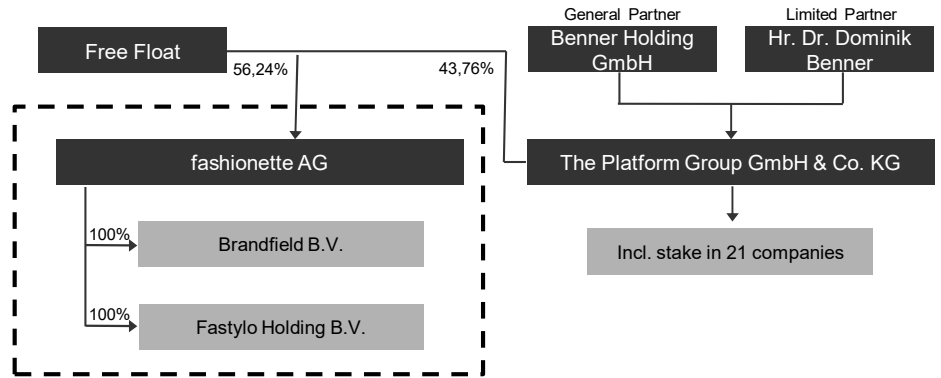 General Partner
Limited Partner
Free Float
Benner Holding
GmbH
Hr. Dr. Dominik
Benner
56,24%
43,76%
fashionette AG
The Platform Group GmbH & Co. KG
100%
Brandfield B.V.
Incl. stake in 21 companies
100%
Fastylo Holding B.V.